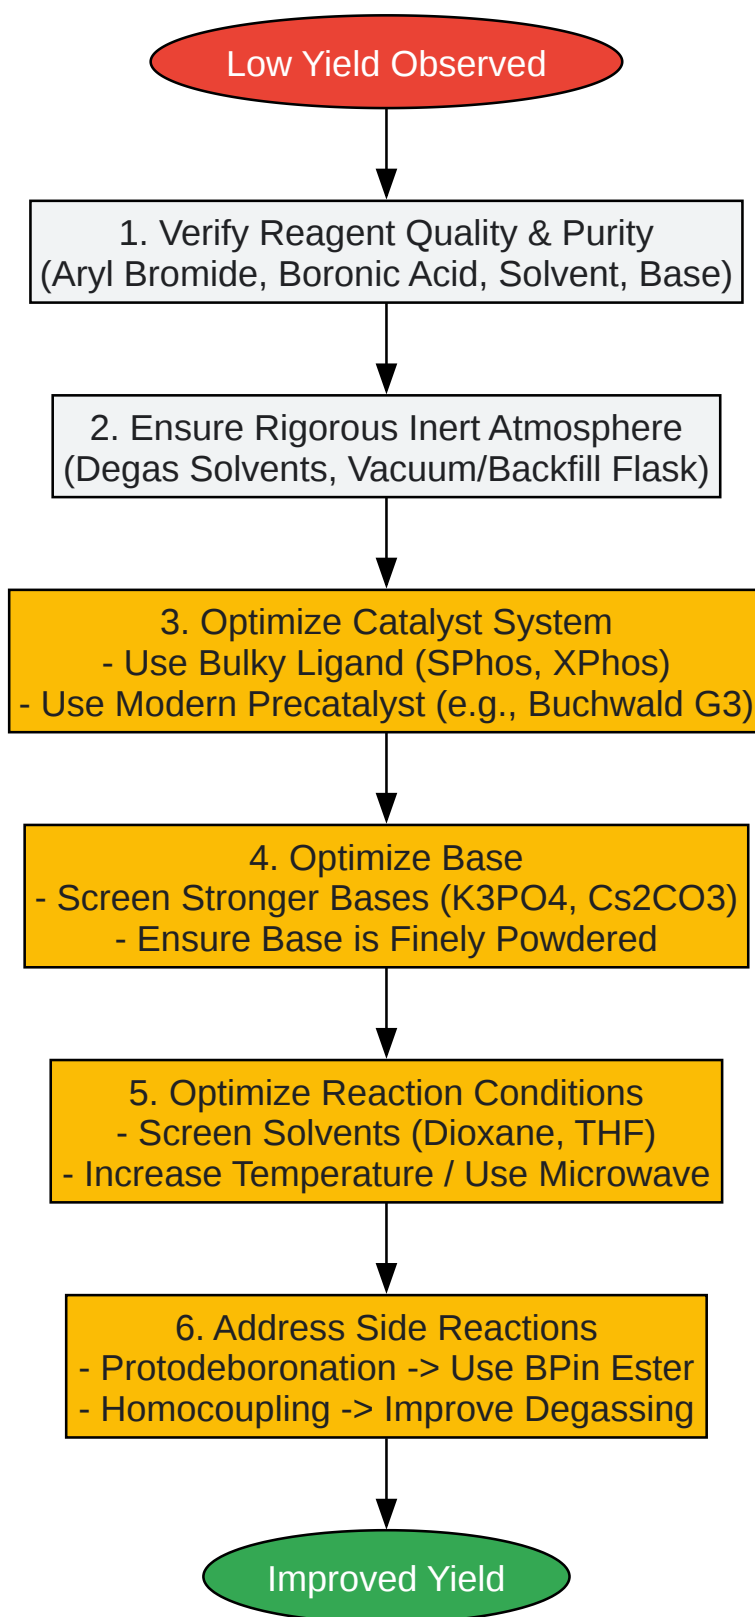 Low Yield Observed
1. Verify Reagent Quality & Purity
(Aryl Bromide, Boronic Acid, Solvent, Base)
2. Ensure Rigorous Inert Atmosphere
(Degas Solvents, Vacuum/Backfill Flask)
3. Optimize Catalyst System
- Use Bulky Ligand (SPhos, XPhos)
- Use Modern Precatalyst (e.g., Buchwald G3)
4. Optimize Base
- Screen Stronger Bases (K3PO4, Cs2CO3)
- Ensure Base is Finely Powdered
5. Optimize Reaction Conditions
- Screen Solvents (Dioxane, THF)
- Increase Temperature / Use Microwave
6. Address Side Reactions
- Protodeboronation -> Use BPin Ester
- Homocoupling -> Improve Degassing
Improved Yield